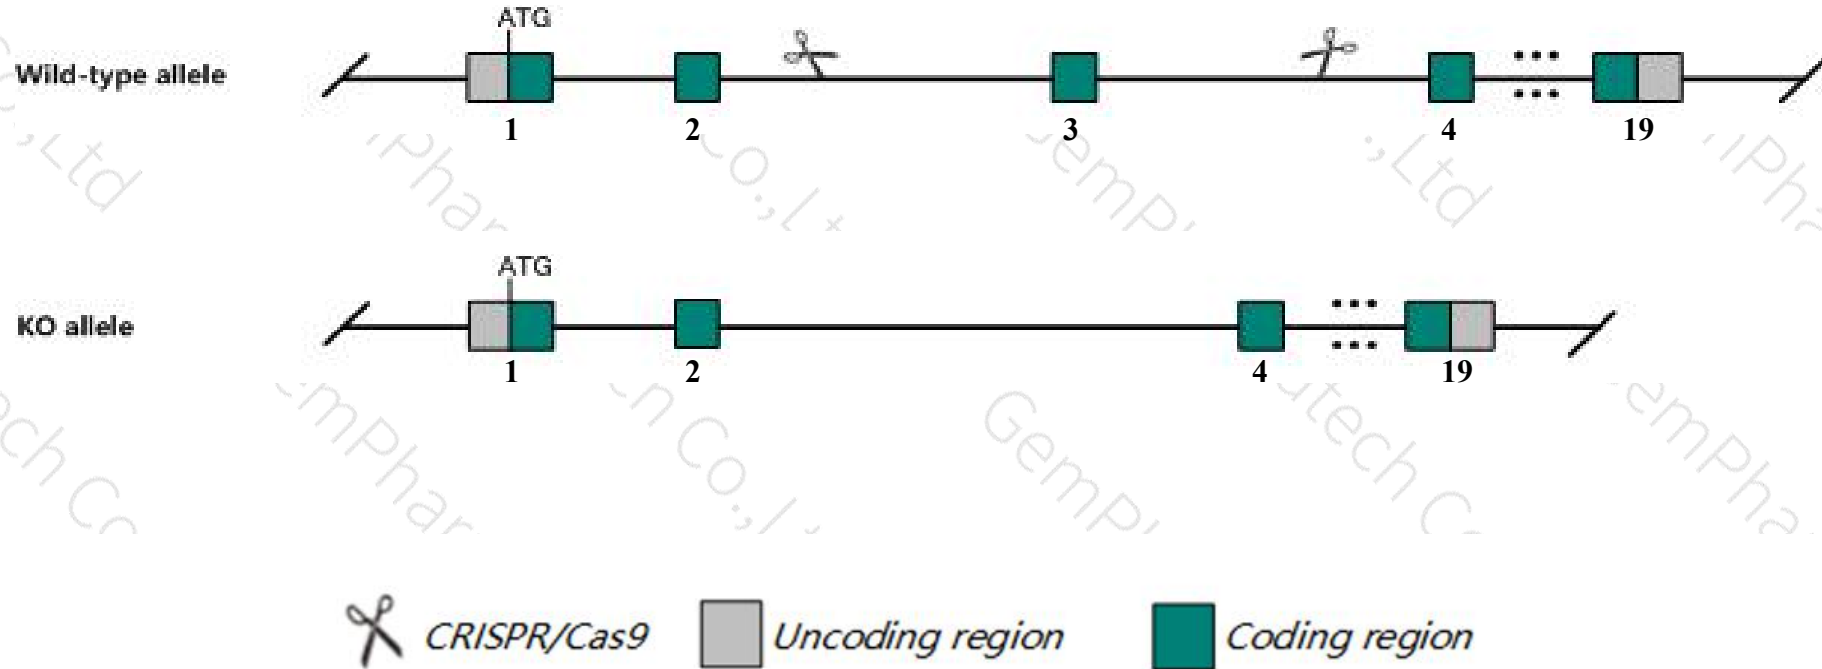 ATG
Wild-type allele
1 2 3 4 19
ATG
KO allele
1 2 4 19
CRISPR/Cas9 Uncoding region Coding region